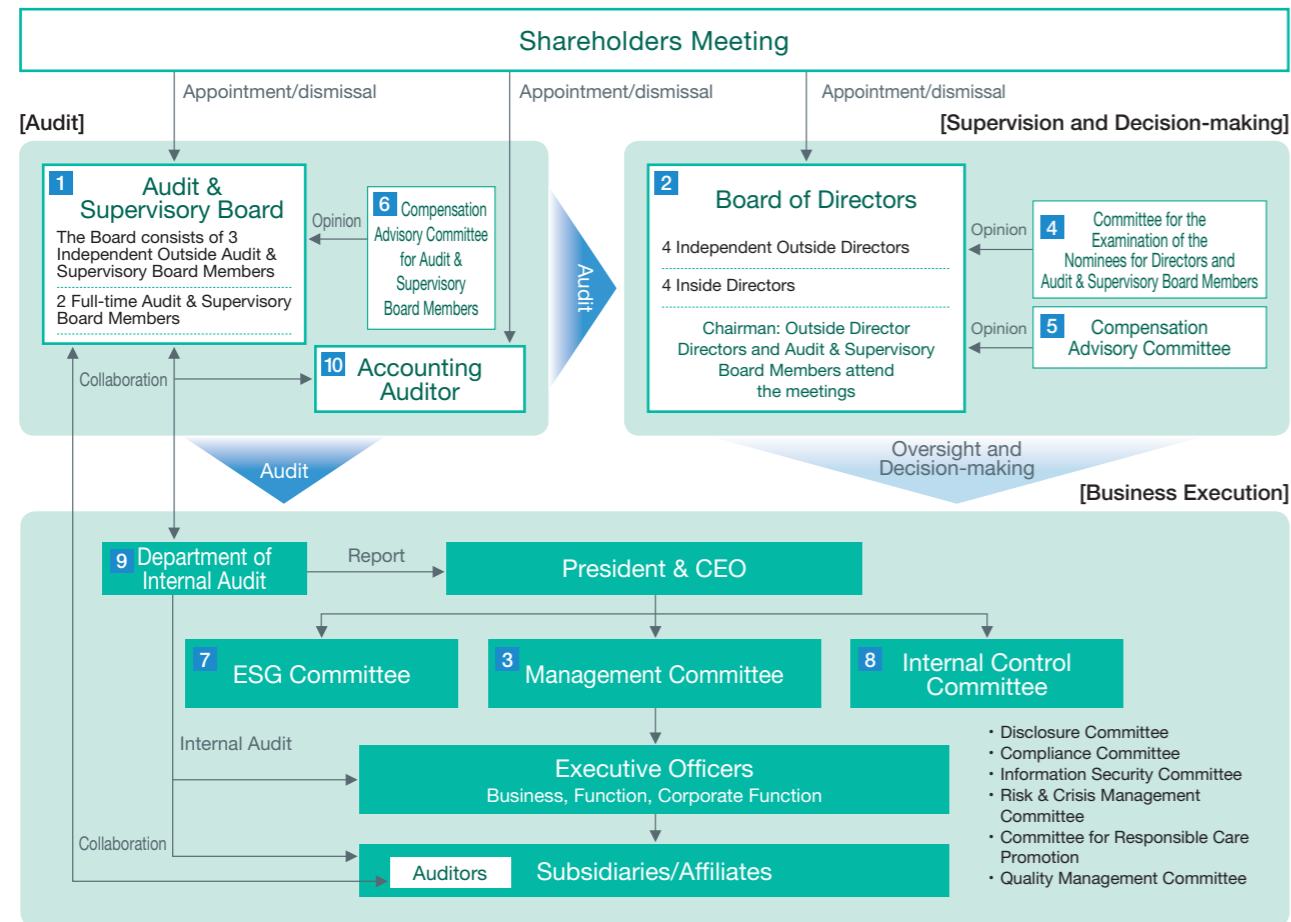 Shareholders Meeting
Appointment/dismissal
Appointment/dismissal
Appointment/dismissal
[Audit]
[Supervision and Decision-making]
1
Audit &
Supervisory Board
The Board consists of 3
Independent Outside Audit &
Supervisory Board Members
2 Full-time Audit & Supervisory
Board Members
Opinion
6 Compensation
Advisory Committee
for Audit &
Supervisory
Board Members
Collaboration
10 Accounting
Auditor
Audit
2
Board of Directors
4 Independent Outside Directors
4 Inside Directors
Chairman: Outside Director
Directors and Audit & Supervisory
Board Members attend
the meetings
Opinion
4
Committee for the
Examination of the
Nominees for Directors and
Audit & Supervisory Board Members
Opinion
5 Compensation
Advisory Committee
Audit
Oversight and
Decision-making
[Business Execution]
9 Department of
Internal Audit
Report
President & CEO
7
ESG Committee
3
Management Committee
8 Internal Control
Committee
・Disclosure Committee
・Compliance Committee
・Information Security Committee
・Risk & Crisis Management
Committee
・Committee for Responsible Care
Promotion
・Quality Management Committee
Internal Audit
Executive Officers
Business, Function, Corporate Function
Collaboration
Auditors
Subsidiaries/Affiliates